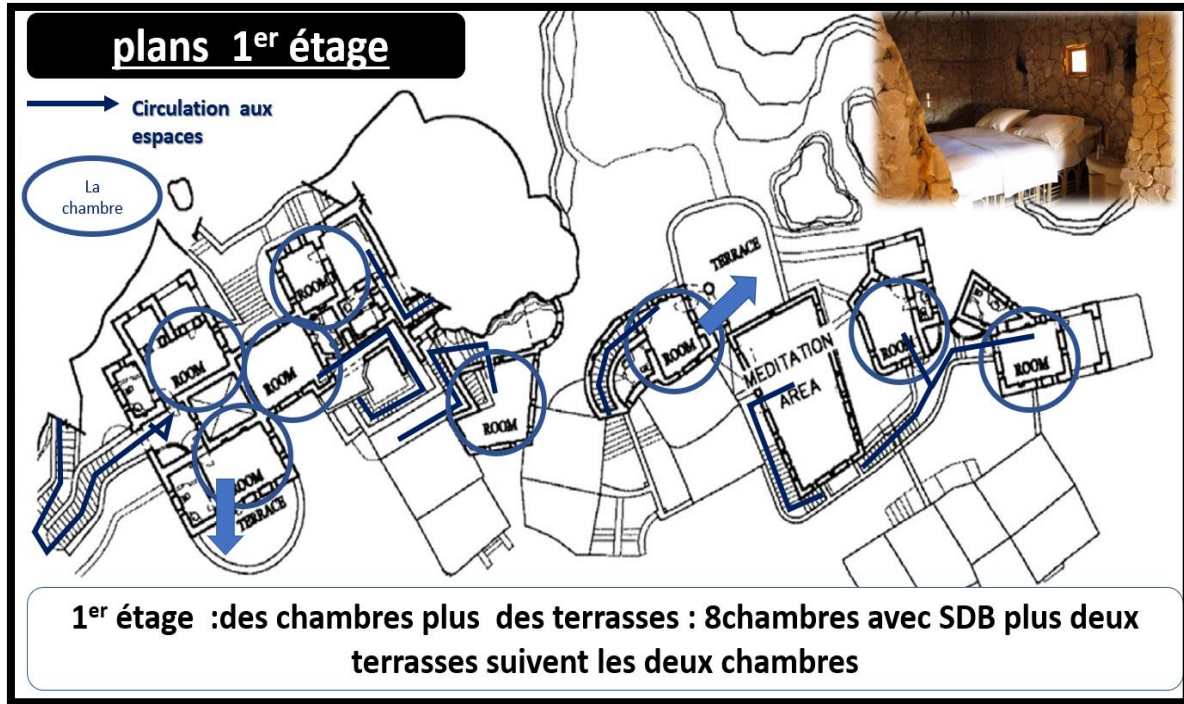 plans 1er étage
Circulation aux
espaces
La
chambre
TERRACE
ROOM
ROOM
ROOM
ROOM
TERRACE
ROOM
ROOM
MEDITATION
AREA
ROOM
ROOM
1er étage :des chambres plus des terrasses : 8chambres avec SDB plus deux
terrasses suivent les deux chambres